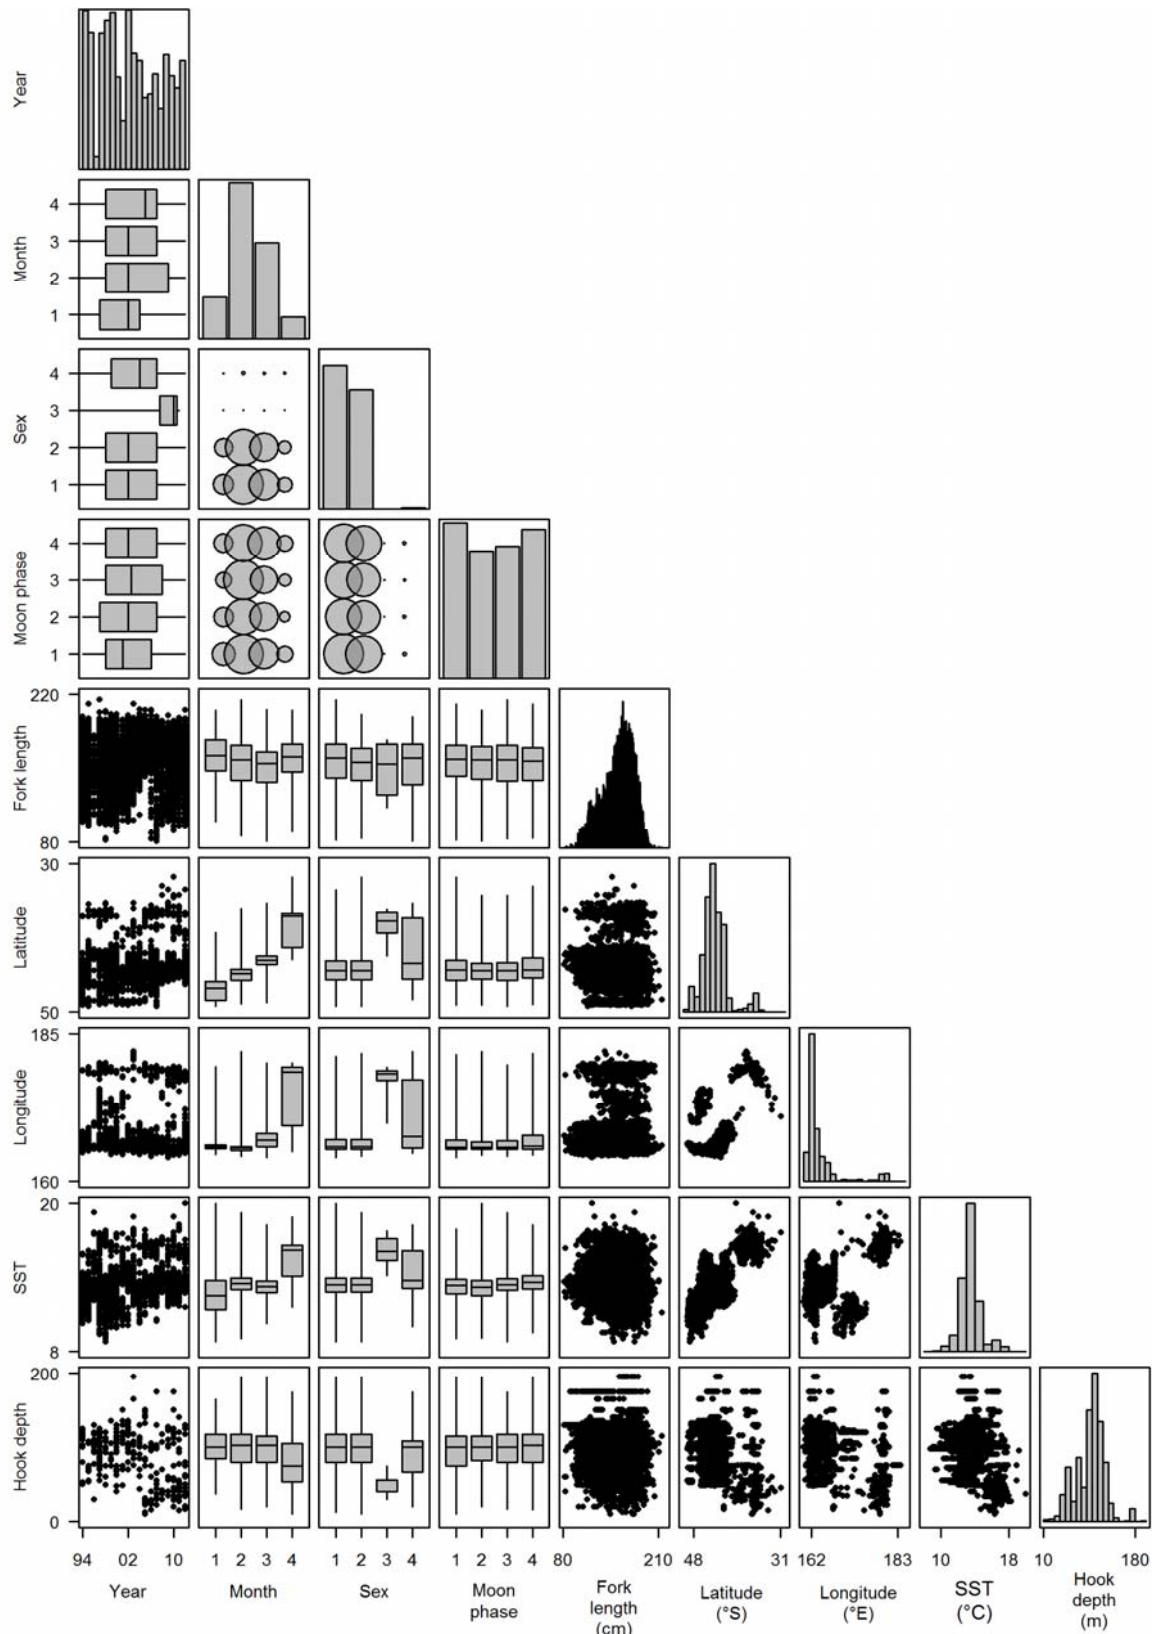 Year
4
3
2
1
Month
4
3
2
1
Sex
4
3
2
1
Moon phase
220
80
Fork length
30
50
Latitude
185
160
Longitude
20
8
SST
200
0
Hook depth
94 02 10 1 2 3 4 1 2 3 4 1 2 3 4 80 210 48 31 162 183 10 18 10 180
Year Month Sex Moon phase Fork length (cm) Latitude (°S) Longitude (°E) SST (°C) Hook depth (m)